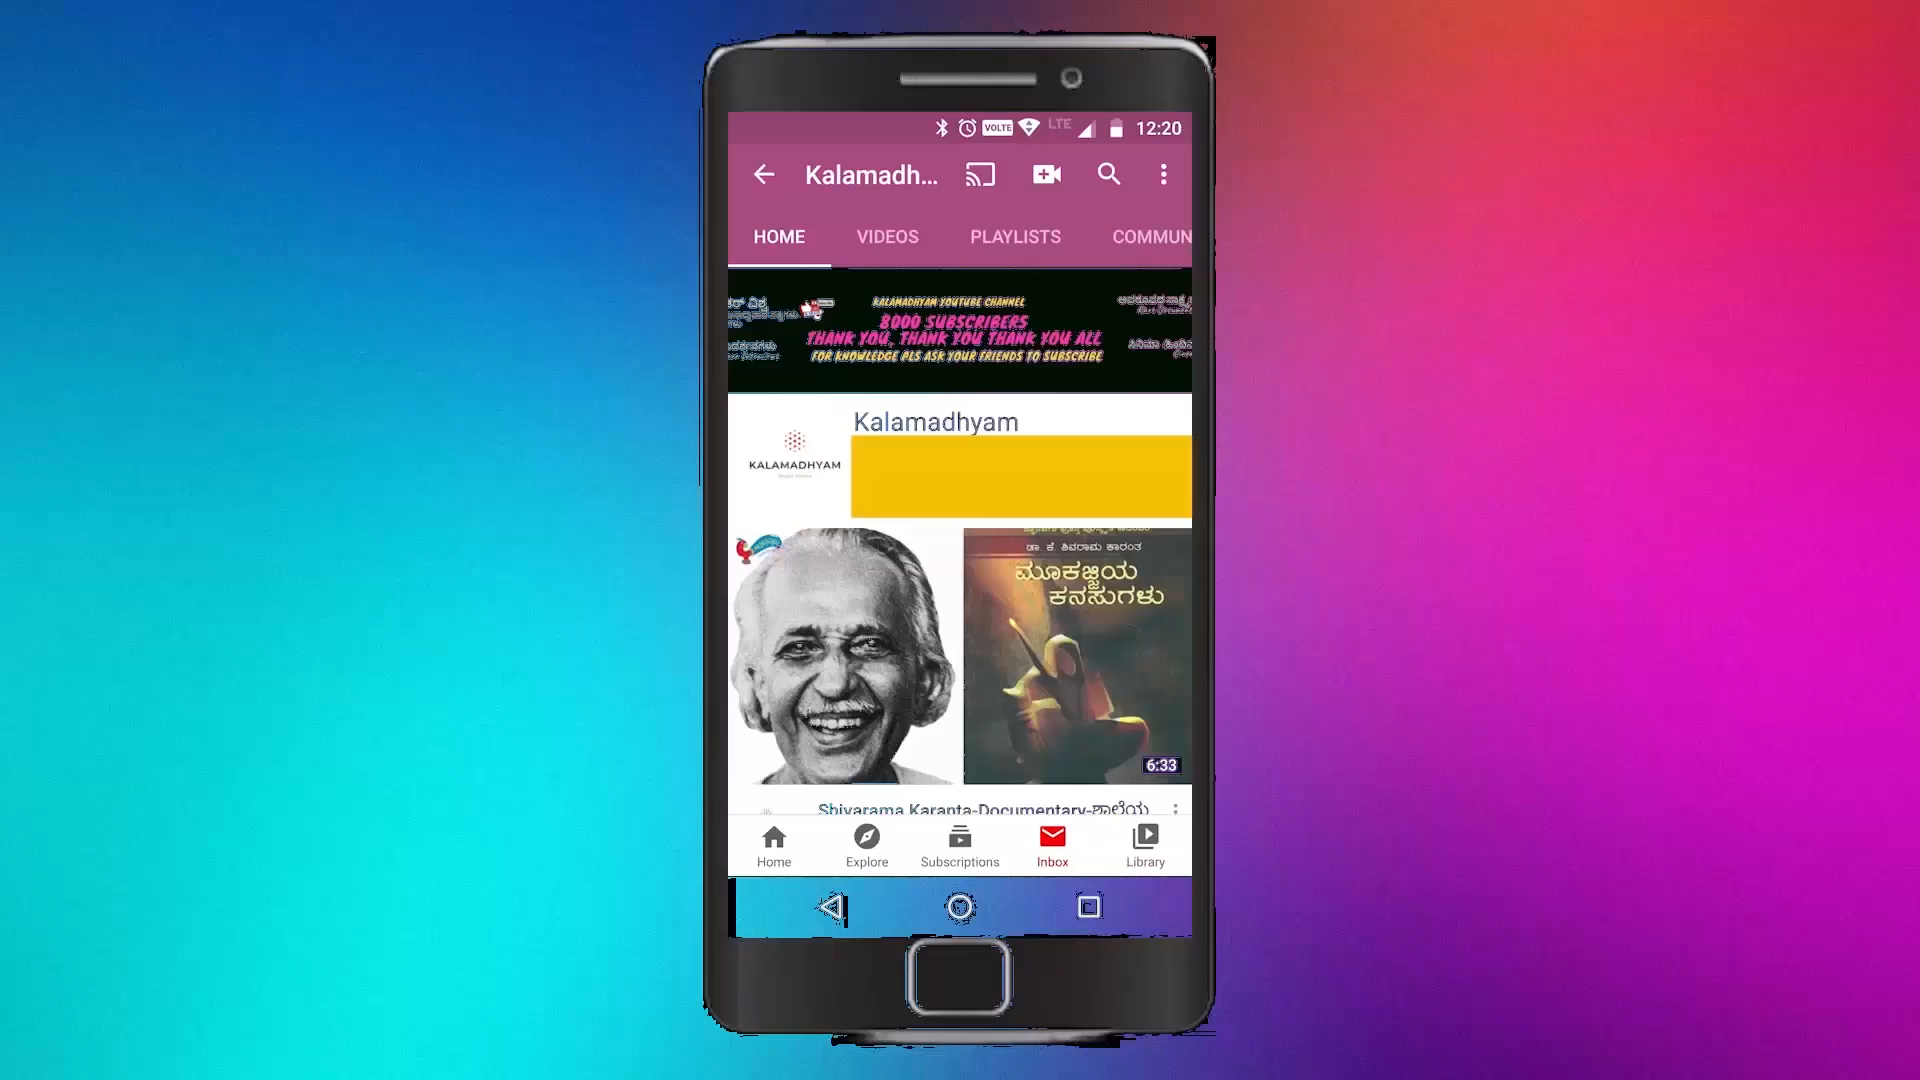 VOLTE LTE 12:20
Kalamadh...
HOME VIDEOS PLAYLISTS COMMUN
KALAMADHYAM YOUTUBE CHANNEL
8000 SUBSCRIBERS
THANK YOU, THANK YOU THANK YOU ALL
FOR KNOWLEDGE PLS ASK YOUR FRIENDS TO SUBSCRIBE
Kalamadhyam
KALAMADHYAM
ಡಾ. ಕೆ. ಶಿವರಾಮ ಕಾರಂತ
ಮೂಕಜ್ಜಿಯ
ಕನಸುಗಳು
6:33
Shivarama Karanta-Documentary-ಶಾಲೆಯ
Home Explore Subscriptions Inbox Library